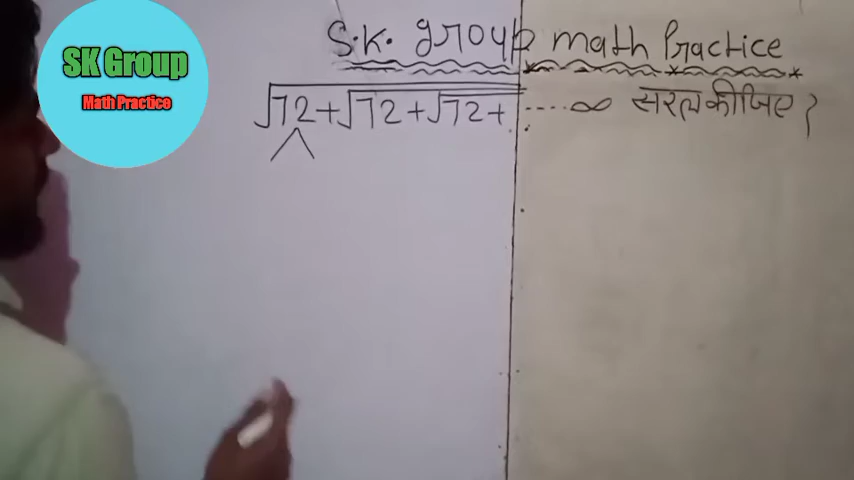 SK Group
Math Practice
S.K. group math Practice
√72+√72+√72+ ....∞ सरल कीजिए ?